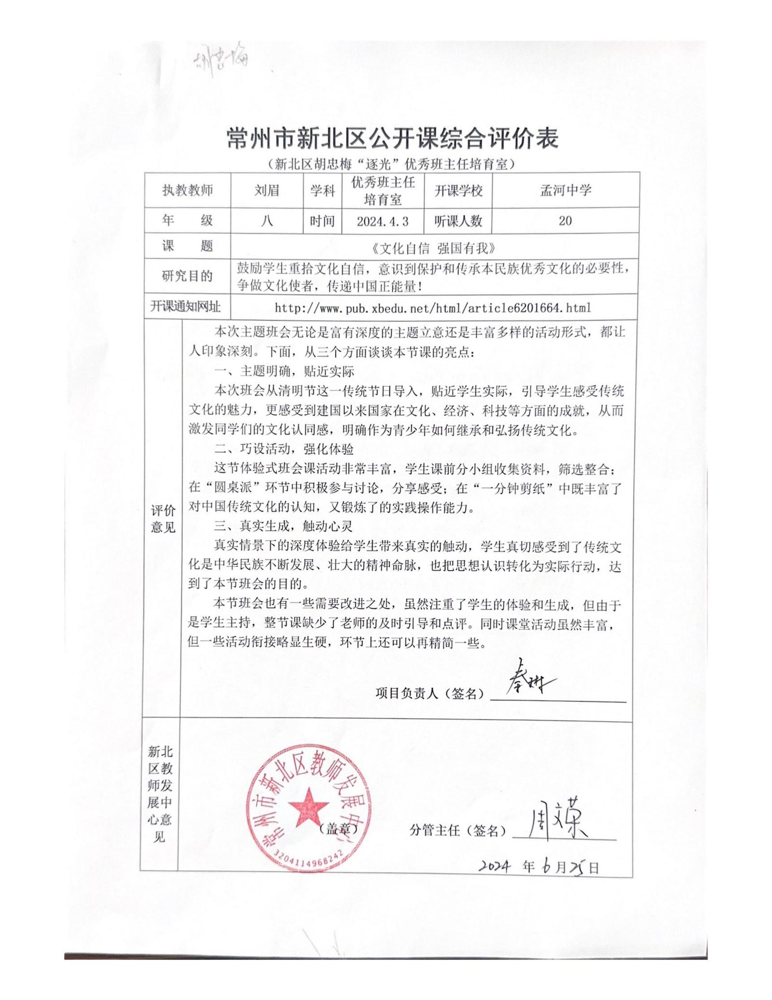 胡忠梅
常州市新北区公开课综合评价表
（新北区胡忠梅“逐光”优秀班主任培育室）
执教教师 刘眉 学科 优秀班主任培育室 开课学校 孟河中学
年 级 八 时间 2024.4.3 听课人数 20
课 题 《文化自信 强国有我》
研究目的
鼓励学生重拾文化自信，意识到保护和传承本民族优秀文化的必要性，
争做文化使者，传递中国正能量！
开课通知网址 http://www.pub.xbedu.net/html/article6201664.html
评价
意见
本次主题班会无论是富有深度的主题立意还是丰富多样的活动形式，都让
人印象深刻。下面，从三个方面谈谈本节课的亮点：
一、主题明确，贴近实际
本次班会从清明节这一传统节日导入，贴近学生实际，引导学生感受传统
文化的魅力，更感受到建国以来国家在文化、经济、科技等方面的成就，从而
激发同学们的文化认同感，明确作为青少年如何继承和弘扬传统文化。
二、巧设活动，强化体验
这节体验式班会课活动非常丰富，学生课前分小组收集资料，筛选整合；
在“圆桌派”环节中积极参与讨论，分享感受；在“一分钟剪纸”中既丰富了
对中国传统文化的认知，又锻炼了的实践操作能力。
三、真实生成，触动心灵
真实情景下的深度体验给学生带来真实的触动，学生真切感受到了传统文
化是中华民族不断发展、壮大的精神命脉，也把思想认识转化为实际行动，达
到了本节班会的目的。
本节班会也有一些需要改进之处，虽然注重了学生的体验和生成，但由于
是学生主持，整节课缺少了老师的及时引导和点评。同时课堂活动虽然丰富，
但一些活动衔接略显生硬，环节上还可以再精简一些。
项目负责人（签名）
新北
区教
师发
展中
心意
见
常州市新北区教师发展中心
（盖章）
3204114968242
分管主任（签名） 周文荣
2024 年 6 月 25 日